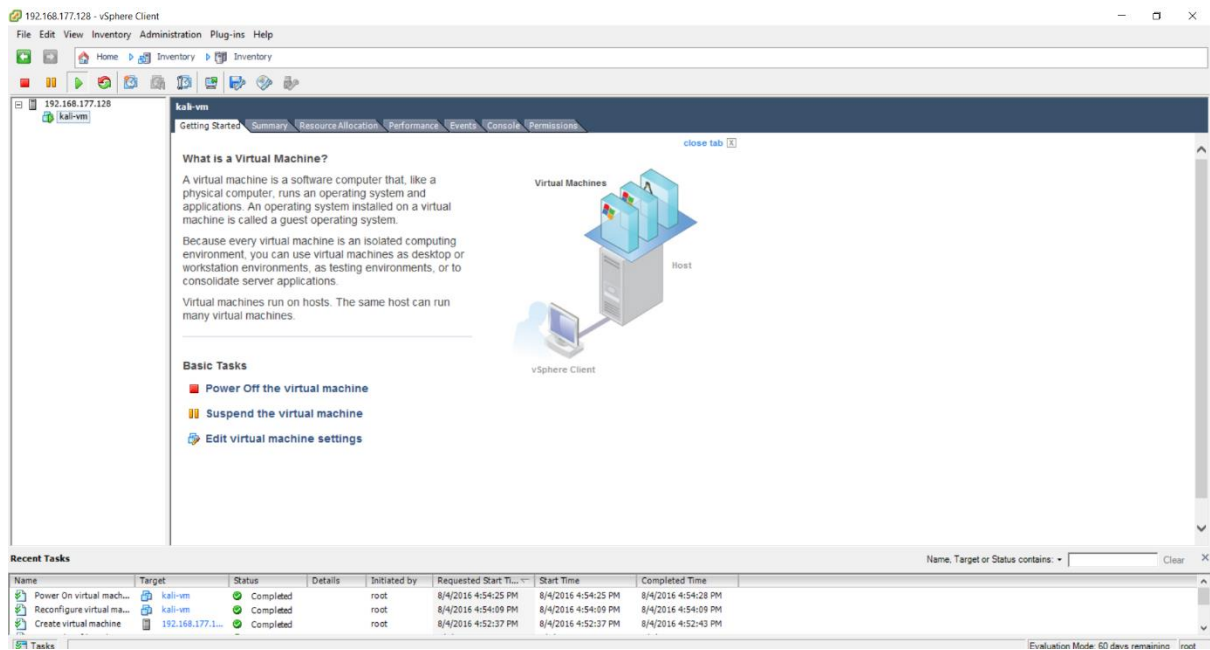 192.168.177.128 - vSphere Client
File Edit View Inventory Administration Plug-ins Help
Home Inventory Inventory
192.168.177.128
kali-vm
kali-vm
Getting Started Summary Resource Allocation Performance Events Console Permissions
close tab X
What is a Virtual Machine?
A virtual machine is a software computer that, like a
physical computer, runs an operating system and
applications. An operating system installed on a virtual
machine is called a guest operating system.
Because every virtual machine is an isolated computing
environment, you can use virtual machines as desktop or
workstation environments, as testing environments, or to
consolidate server applications.
Virtual machines run on hosts. The same host can run
many virtual machines.
Virtual Machines
Host
vSphere Client
Basic Tasks
Power Off the virtual machine
Suspend the virtual machine
Edit virtual machine settings
Recent Tasks
Name, Target or Status contains: Clear
Name Target Status Details Initiated by Requested Start Ti... Start Time Completed Time
Power On virtual mach... kali-vm Completed root 8/4/2016 4:54:25 PM 8/4/2016 4:54:25 PM 8/4/2016 4:54:28 PM
Reconfigure virtual ma... kali-vm Completed root 8/4/2016 4:54:09 PM 8/4/2016 4:54:09 PM 8/4/2016 4:54:09 PM
Create virtual machine 192.168.177.1... Completed root 8/4/2016 4:52:37 PM 8/4/2016 4:52:37 PM 8/4/2016 4:52:43 PM
Tasks
Evaluation Mode: 60 days remaining root